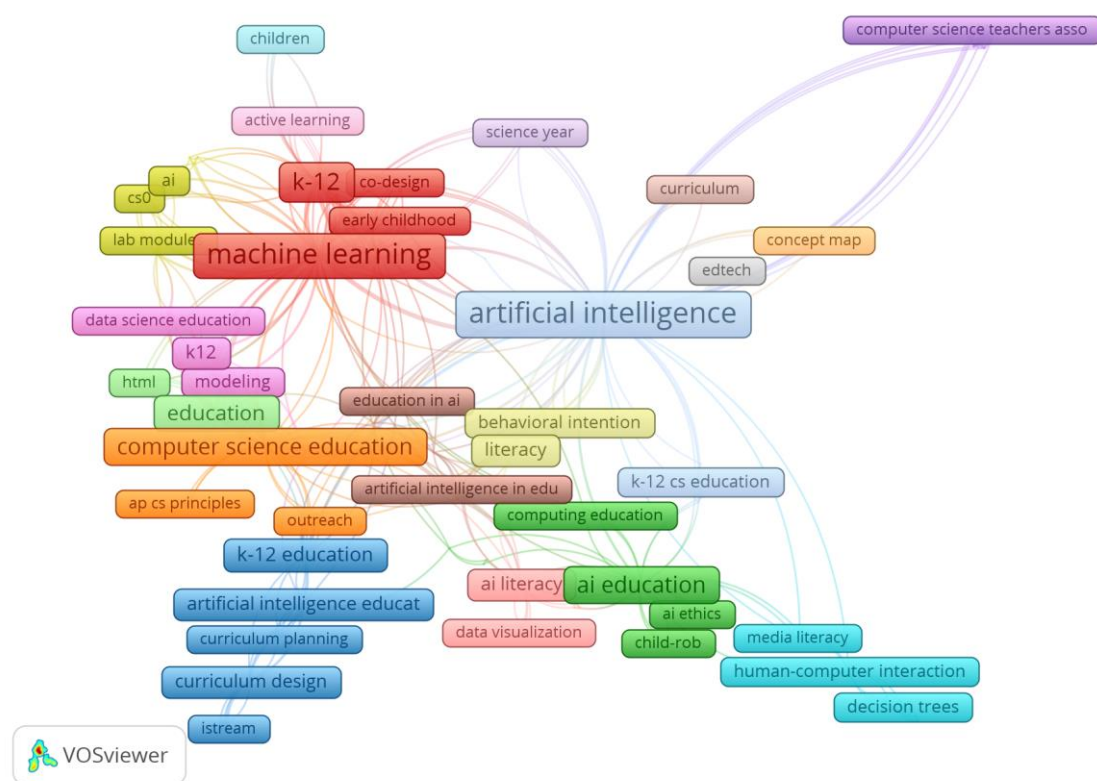 computer science teachers asso
children
active learning
science year
ai
k-12
co-design
curriculum
cs0
early childhood
lab module
concept map
machine learning
edtech
artificial intelligence
data science education
k12
html
modeling
education in ai
education
behavioral intention
computer science education
literacy
artificial intelligence in edu
k-12 cs education
ap cs principles
outreach
computing education
k-12 education
ai literacy
ai education
artificial intelligence educat
ai ethics
curriculum planning
data visualization
child-rob
media literacy
curriculum design
human-computer interaction
decision trees
istream
VOSviewer